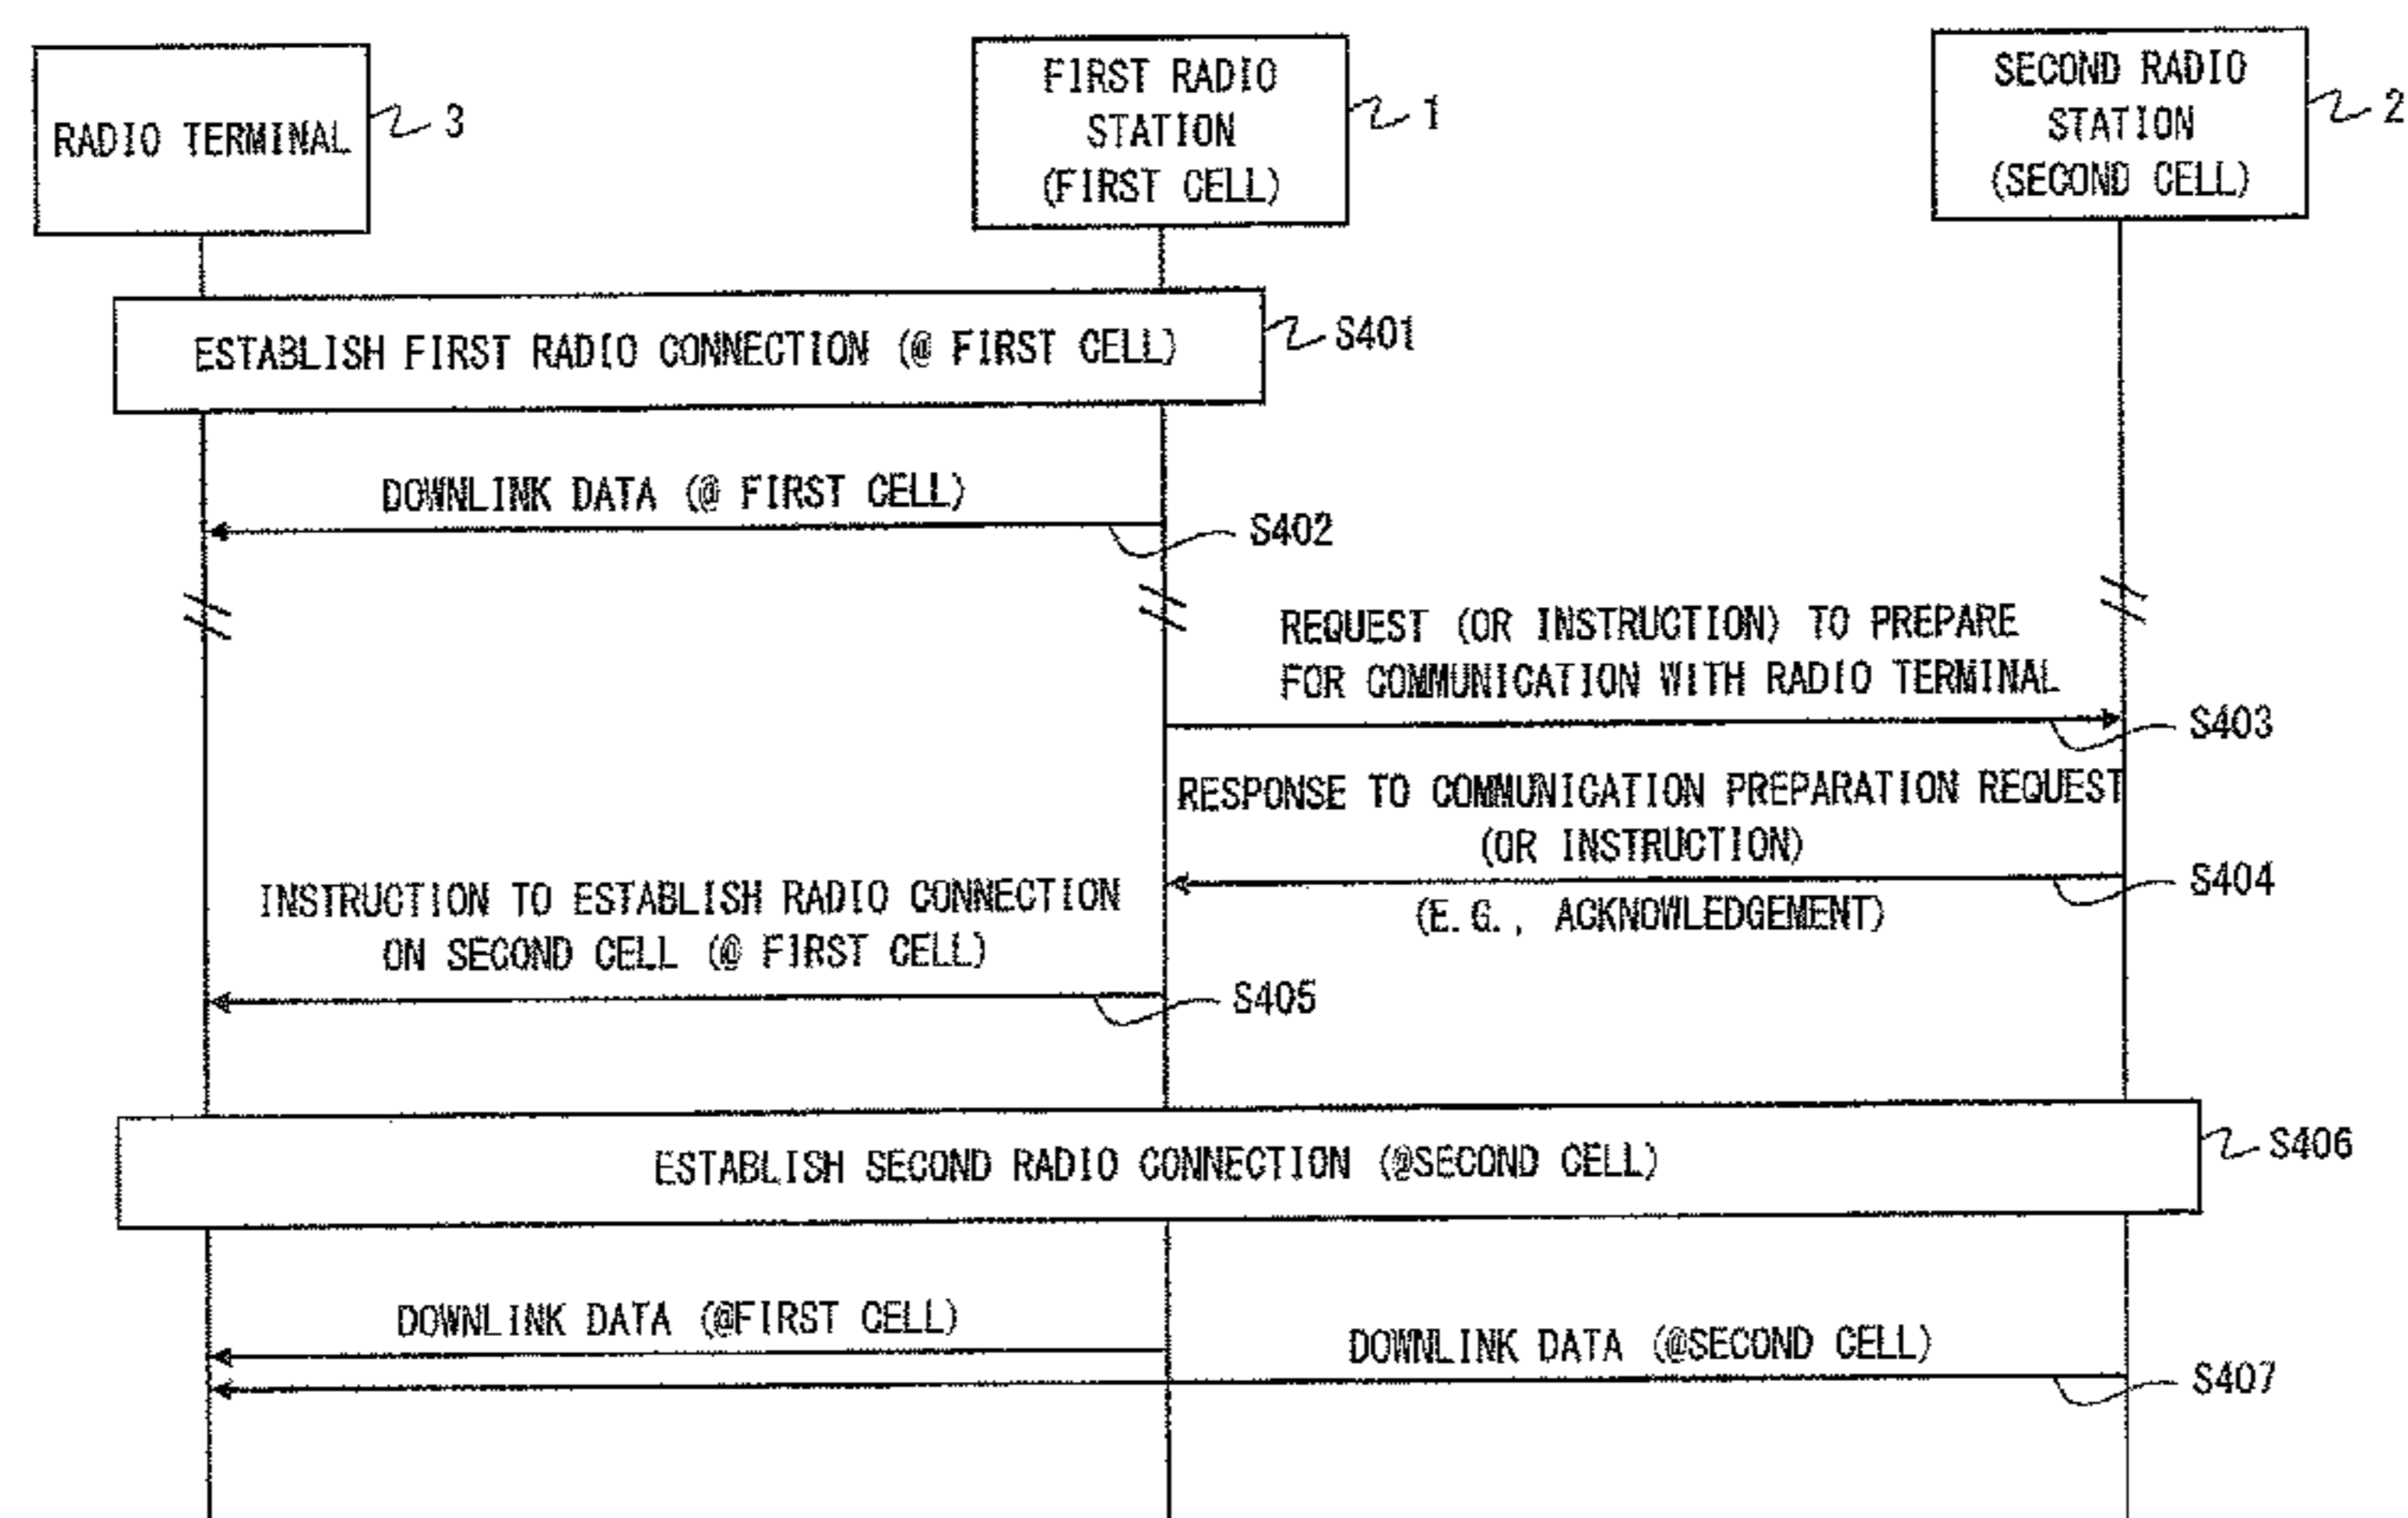 RADIO TERMINAL
3
FIRST RADIO
STATION
(FIRST CELL)
1
SECOND RADIO
STATION
(SECOND CELL)
2
ESTABLISH FIRST RADIO CONNECTION (@ FIRST CELL)
S401
DOWNLINK DATA (@ FIRST CELL)
S402
REQUEST (OR INSTRUCTION) TO PREPARE
FOR COMMUNICATION WITH RADIO TERMINAL
S403
RESPONSE TO COMMUNICATION PREPARATION REQUEST
(OR INSTRUCTION)
(E.G., ACKNOWLEDGEMENT)
S404
INSTRUCTION TO ESTABLISH RADIO CONNECTION
ON SECOND CELL (@ FIRST CELL)
S405
ESTABLISH SECOND RADIO CONNECTION (@SECOND CELL)
S406
DOWNLINK DATA (@FIRST CELL)
DOWNLINK DATA (@SECOND CELL)
S407